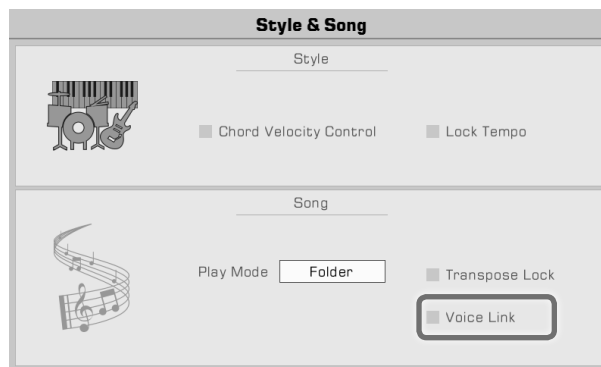 Style & Song
Style
Chord Velocity Control
Lock Tempo
Song
Play Mode
Folder
Transpose Lock
Voice Link